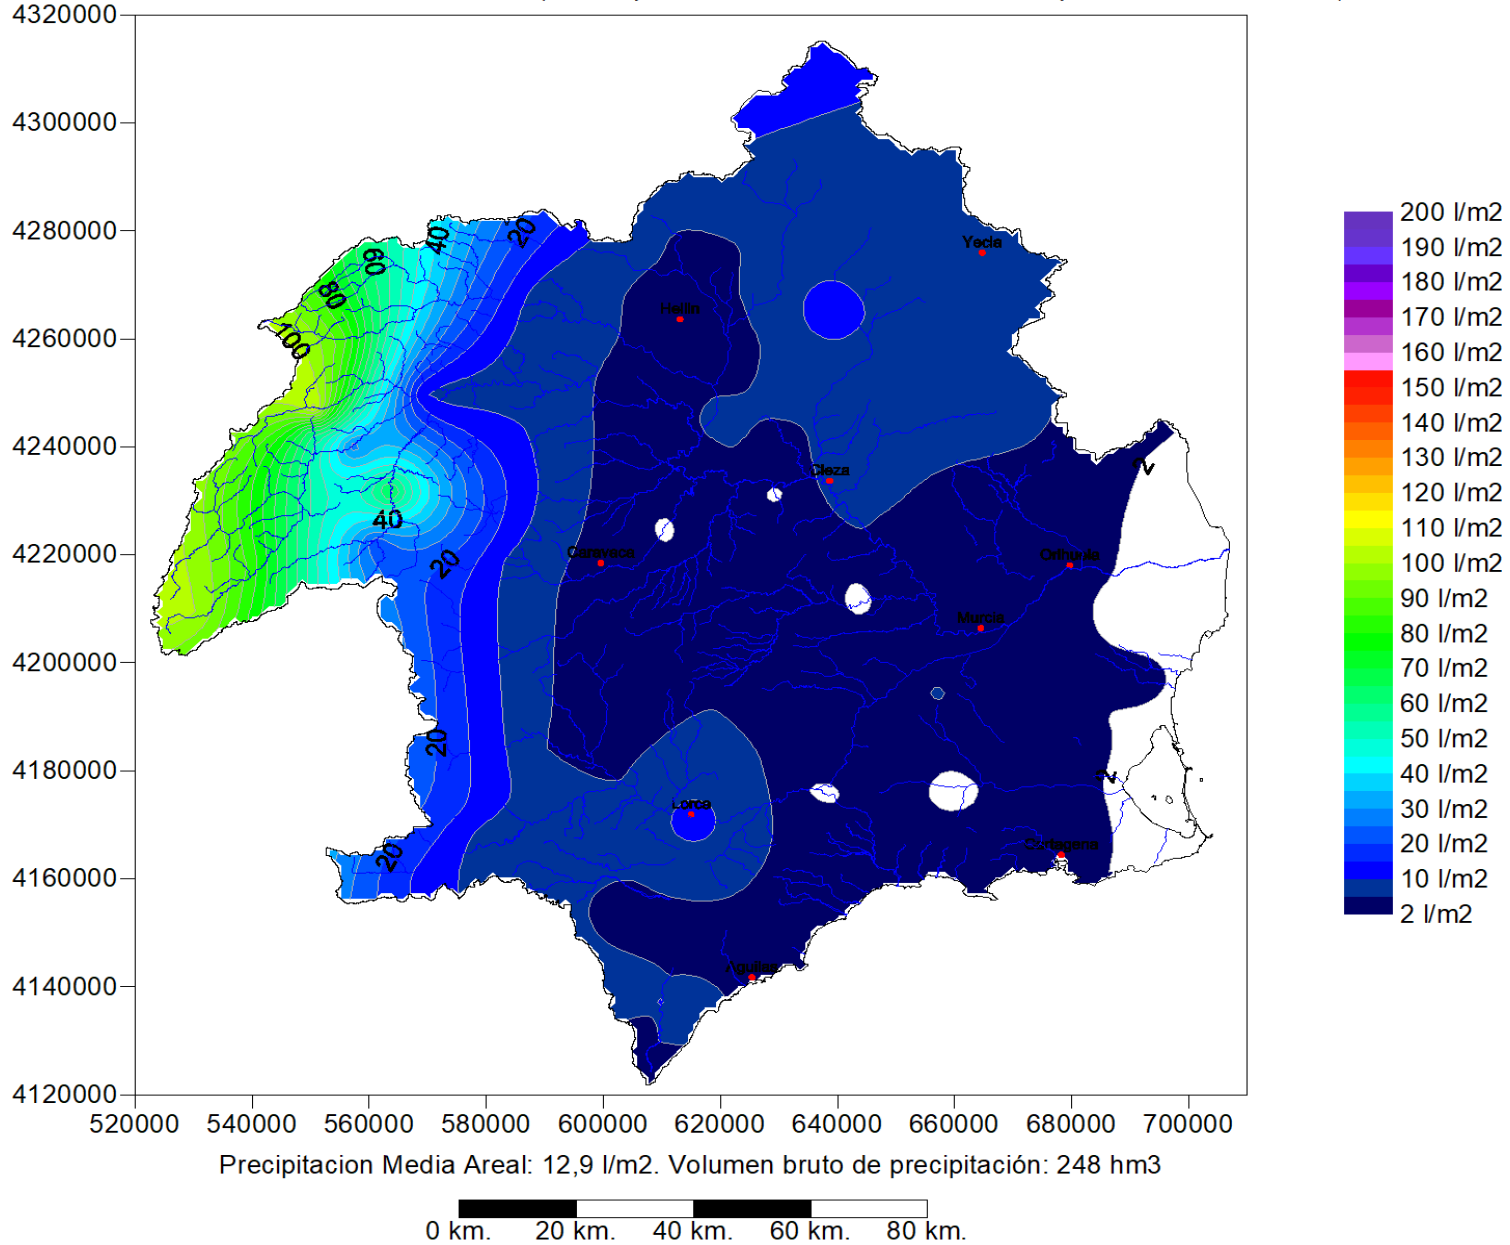 4320000
4300000
4280000
4260000
4240000
4220000
4200000
4180000
4160000
4140000
4120000
520000 540000 560000 580000 600000 620000 640000 660000 680000 700000
20
40
60
80
100
40
20
20
20
2
2
Yecla
Hellin
Cieza
Caravaca
Orihuela
Murcia
Lorca
Cartagena
Aguilas
200 l/m2
190 l/m2
180 l/m2
170 l/m2
160 l/m2
150 l/m2
140 l/m2
130 l/m2
120 l/m2
110 l/m2
100 l/m2
90 l/m2
80 l/m2
70 l/m2
60 l/m2
50 l/m2
40 l/m2
30 l/m2
20 l/m2
10 l/m2
2 l/m2
Precipitacion Media Areal: 12,9 l/m2. Volumen bruto de precipitación: 248 hm3
0 km. 20 km. 40 km. 60 km. 80 km.